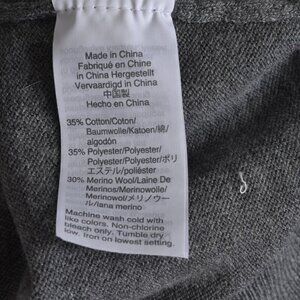 Made in China
Fabriqué en Chine
in China Hergestellt
Vervaardigd in China
中国製
Hecho en China
35% Cotton/Coton/
Baumwolle/Katoen/綿/
algodón
35% Polyester/Polyester/
Polyester/Polyester/ポリ
エステル/poliéster
30% Merino Wool/Laine De
Merinos/Merinowolle/
Merinowol/メリノウー
ル/lana merino
Machine wash cold with
like colors. Non-chlorine
bleach only. Tumble dry
low. Iron on lowest setting.